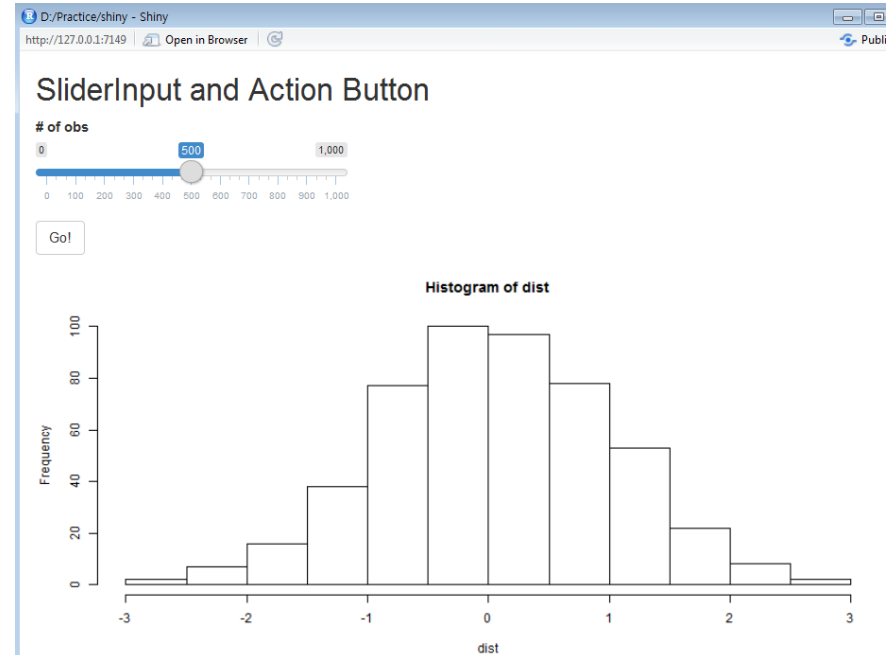 D:/Practice/shiny - Shiny
http://127.0.0.1:7149 Open in Browser Publi
SliderInput and Action Button
# of obs
0 500 1,000
0 100 200 300 400 500 600 700 800 900 1,000
Go!
Histogram of dist
100
80
60
40
20
0
Frequency
-3 -2 -1 0 1 2 3
dist